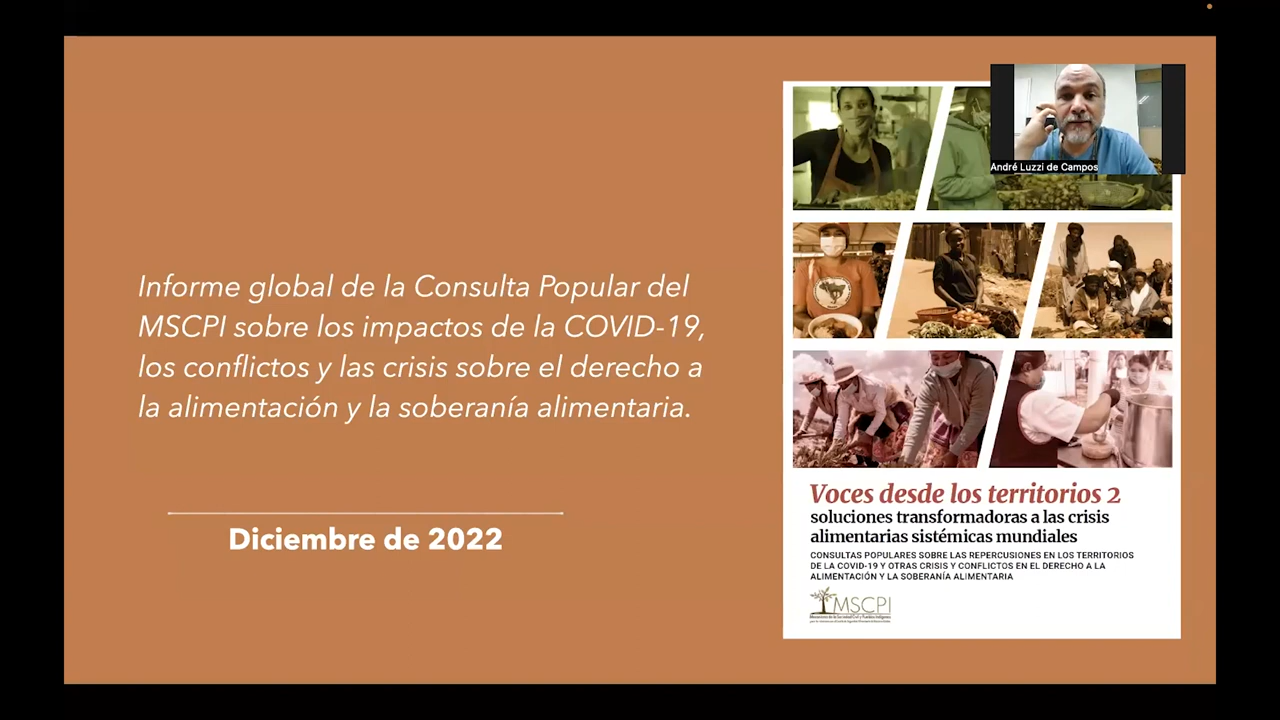 Informe global de la Consulta Popular del
MSCPI sobre los impactos de la COVID-19,
los conflictos y las crisis sobre el derecho a
la alimentación y la soberanía alimentaria.
Diciembre de 2022
André Luzzi de Campos
Voces desde los territorios 2
soluciones transformadoras a las crisis
alimentarias sistémicas mundiales
CONSULTAS POPULARES SOBRE LAS REPERCUSIONES EN LOS TERRITORIOS
DE LA COVID-19 Y OTRAS CRISIS Y CONFLICTOS EN EL DERECHO A LA
ALIMENTACIÓN Y LA SOBERANÍA ALIMENTARIA
MSCPI